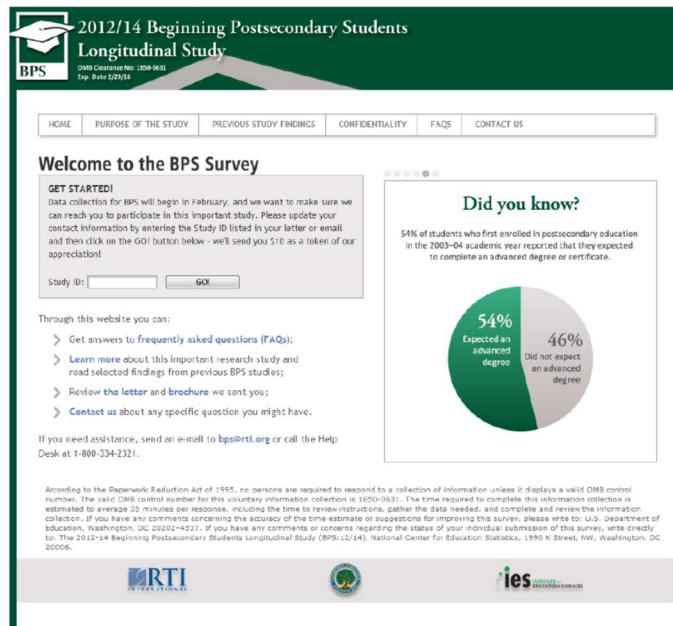 2012/14 Beginning Postsecondary Students
Longitudinal Study
BPS
OMB Clearance No: 1850-0631
Exp. Date 1/29/16
HOME PURPOSE OF THE STUDY PREVIOUS STUDY FINDINGS CONFIDENTIALITY FAQS CONTACT US
Welcome to the BPS Survey
GET STARTED!
Data collection for BPS will begin in February, and we want to make sure we
can reach you to participate in this important study. Please update your
contact information by entering the Study ID listed in your letter or email
and then click on the GO! button below - we'll send you $10 as a token of our
appreciation!
Study ID: GO!
Through this website you can:
Get answers to frequently asked questions (FAQs);
Learn more about this important research study and
read selected findings from previous BPS studies;
Review the letter and brochure we sent you;
Contact us about any specific question you might have.
If you need assistance, send an e-mail to bps@rti.org or call the Help
Desk at 1-800-334-2321.
Did you know?
54% of students who first enrolled in postsecondary education
in the 2003–04 academic year reported that they expected
to complete an advanced degree or certificate.
54%
Expected an
advanced
degree
46%
Did not expect
an advanced
degree
According to the Paperwork Reduction Act of 1995, no persons are required to respond to a collection of information unless it displays a valid OMB control
number. The valid OMB control number for this voluntary information collection is 1850-0631. The time required to complete this information collection is
estimated to average 35 minutes per response, including the time to review instructions, gather the data needed, and complete and review the information
collection. If you have any comments concerning the accuracy of the time estimate or suggestions for improving this survey, please write to: U.S. Department of
Education, Washington, DC 20202-4537. If you have any comments or concerns regarding the status of your individual submission of this survey, write directly
to: The 2012-14 Beginning Postsecondary Students Longitudinal Study (BPS:12/14), National Center for Education Statistics, 1990 K Street, NW, Washington, DC
20006.
RTI
INTERNATIONAL
ies INSTITUTE OF
EDUCATION SCIENCES